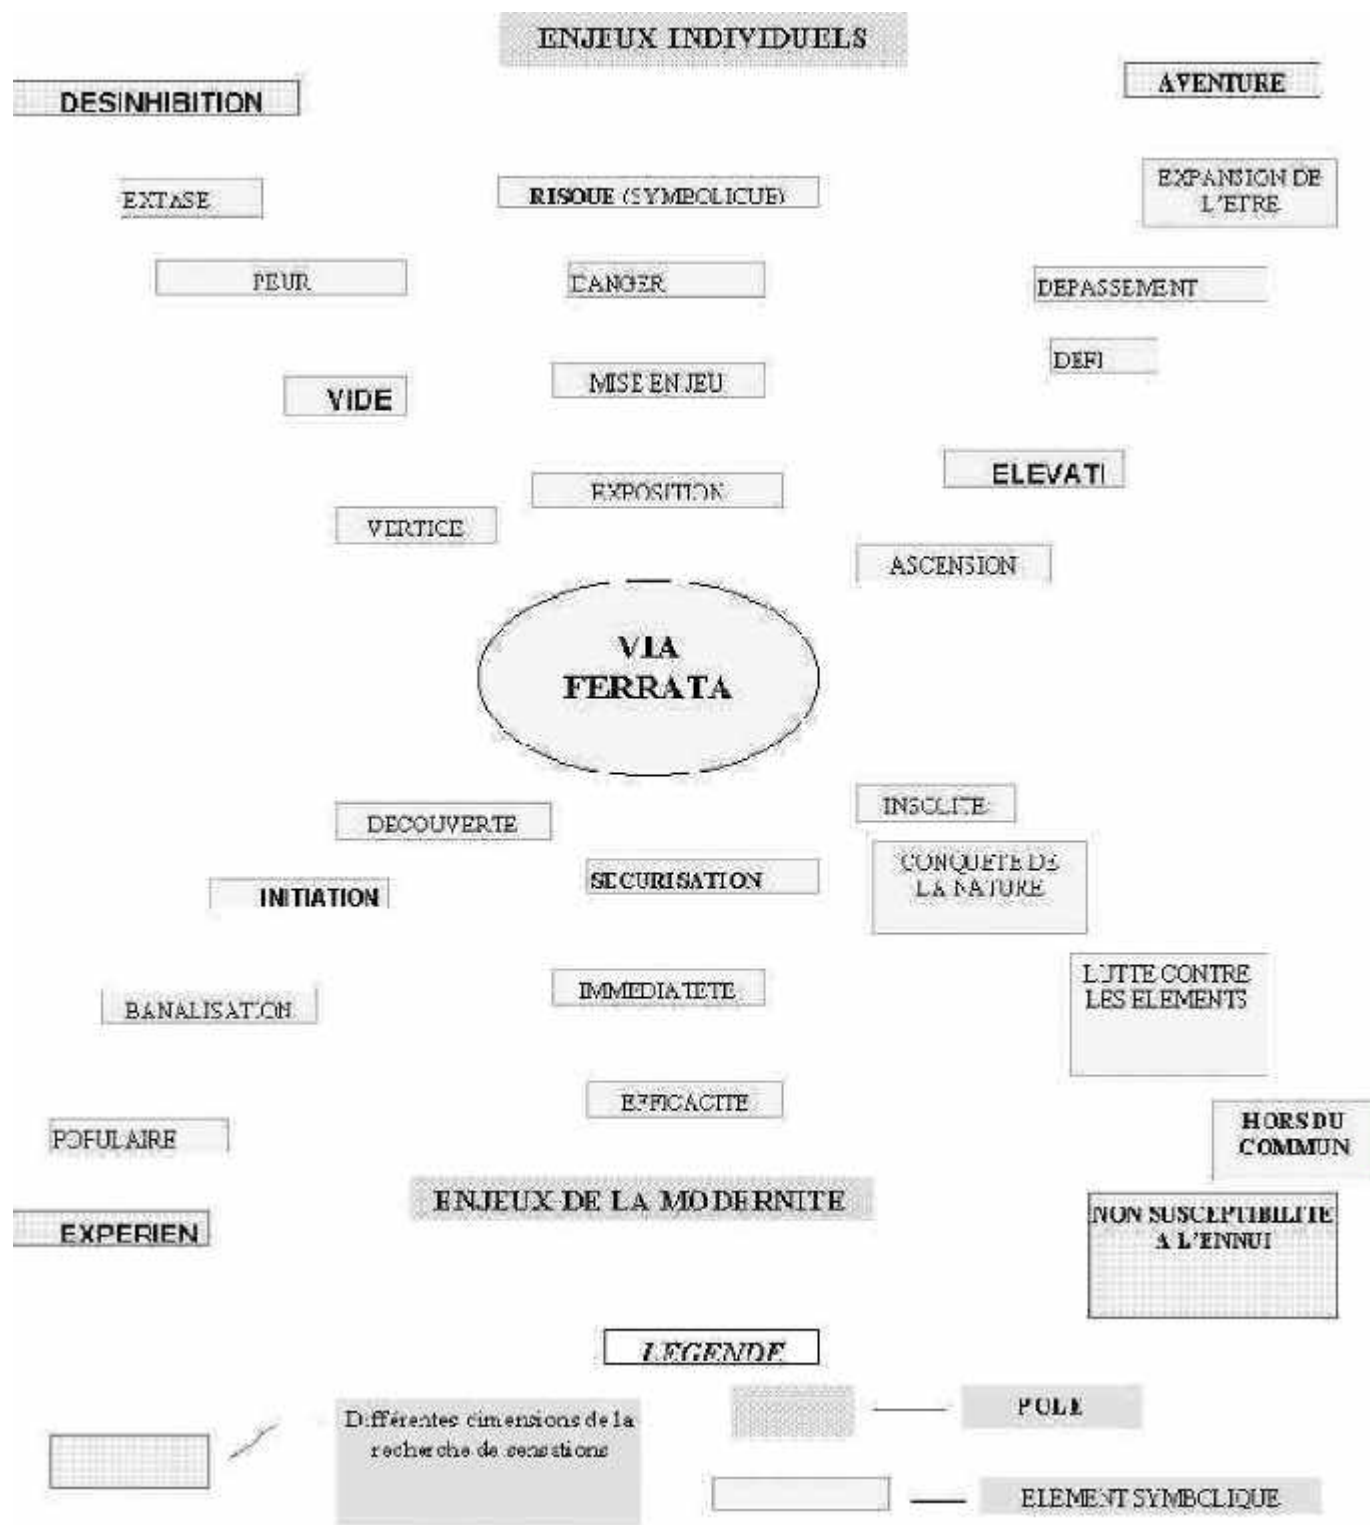 ENJEUX INDIVIDUELS
DESINHIBITION
AVENTURE
EXTASE
RISQUE (SYMBOLIQUE)
EXPANSION DE
L'ETRE
PEUR
DANGER
DEPASSEMENT
DEFI
VIDE
MISE EN JEU
ELEVATI
EXPOSITION
VERTICE
ASCENSION
VIA
FERRATA
DECOUVERTE
INSOLITE
SECURISATION
CONQUETE DE
LA NATURE
INITIATION
LUTTE CONTRE
LES ELEMENTS
BANALISATION
IMMEDIATETE
EFFICACITE
POPULAIRE
HORS DU
COMMUN
ENJEUX DE LA MODERNITE
EXPERIEN
NON SUSCEPTIBILITE
A L'ENNUI
LEGENDE
Différentes dimensions de la
recherche de sensations
POLE
ELEMENT SYMBOLIQUE